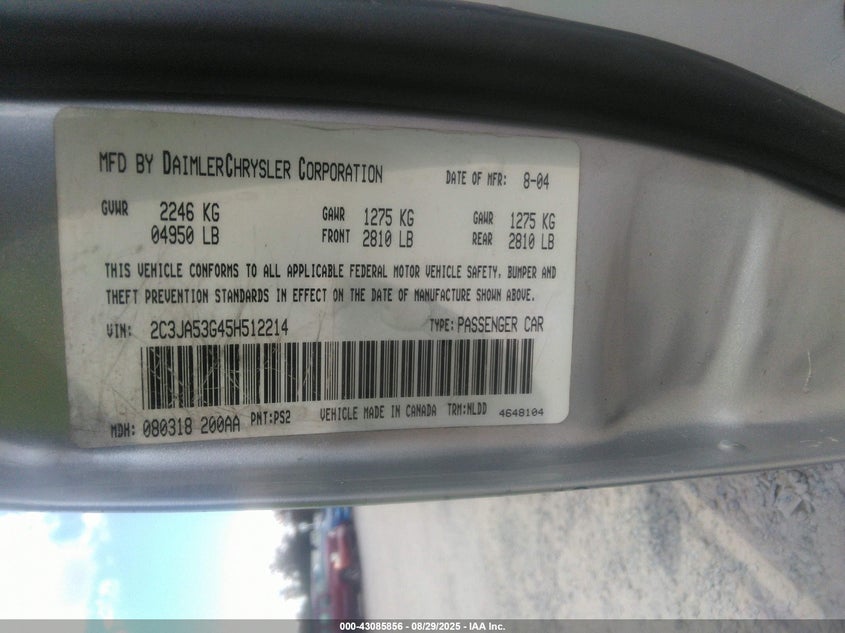 MFD BY DAIMLERCHRYSLER CORPORATION DATE OF MFR: 8-04
GVWR 2246 KG GAWR 1275 KG GAWR 1275 KG
04950 LB FRONT 2810 LB REAR 2810 LB
THIS VEHICLE CONFORMS TO ALL APPLICABLE FEDERAL MOTOR VEHICLE SAFETY, BUMPER AND
THEFT PREVENTION STANDARDS IN EFFECT ON THE DATE OF MANUFACTURE SHOWN ABOVE.
VIN: 2C3JA53G45H512214 TYPE: PASSENGER CAR
MDH: 080318 200AA PNT:PS2 VEHICLE MADE IN CANADA TRM:NLDD 4648104
000-43085856 - 08/29/2025 - IAA Inc.